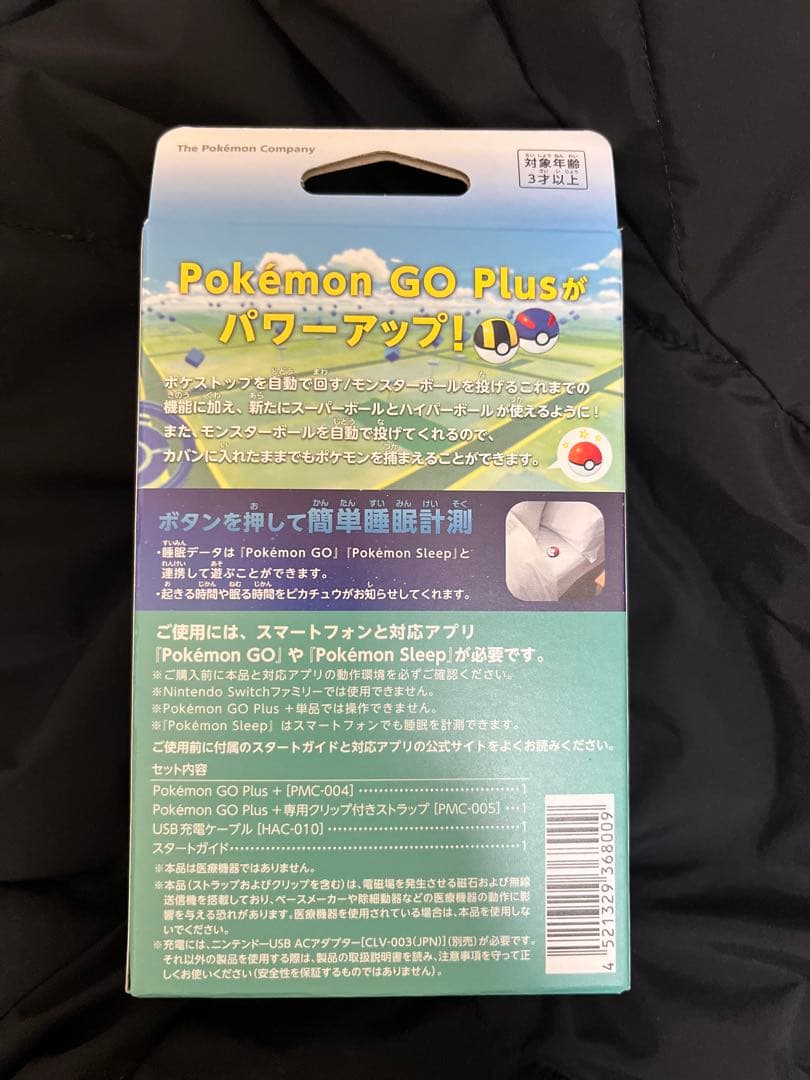 The Pokémon Company
対象年齢
3才以上
Pokémon GO Plusが
パワーアップ!
ポケストップを自動で回す/モンスターボールを投げるこれまでの
機能に加え、新たにスーパーボールとハイパーボールが使えるように!
また、モンスターボールを自動で投げてくれるので、
カバンに入れたままでもポケモンを捕まえることができます。
ボタンを押して簡単睡眠計測
・睡眠データは『Pokémon GO』『Pokémon Sleep』と
連携して遊ぶことができます。
・起きる時間や眠る時間をピカチュウがお知らせしてくれます。
ご使用には、スマートフォンと対応アプリ
『Pokémon GO』や『Pokémon Sleep』が必要です。
※ご購入前に本品と対応アプリの動作環境を必ずご確認ください。
※Nintendo Switchファミリーでは使用できません。
※Pokémon GO Plus +単品では操作できません。
※『Pokémon Sleep』はスマートフォンでも睡眠を計測できます。
ご使用前に付属のスタートガイドと対応アプリの公式サイトをよくお読みください。
セット内容
Pokémon GO Plus + [PMC-004] ………………………… 1
Pokémon GO Plus +専用クリップ付きストラップ [PMC-005] … 1
USB充電ケーブル [HAC-010] ………………………… 1
スタートガイド ………………………… 1
※本品は医療機器ではありません。
※本品(ストラップおよびクリップを含む)は、電磁場を発生させる磁石および無線
送信機を搭載しており、ペースメーカーや除細動器などの医療機器の動作に影
響を与える恐れがあります。医療機器を使用されている場合は、本品を使用しな
いでください。
※充電には、ニンテンドーUSB ACアダプター[CLV-003(JPN)](別売)が必要です。
それ以外の製品を使用する際は、製品の取扱説明書を読み、注意事項を守って正
しくお使いください(安全性を保証するものではありません)。
4 521329 368009